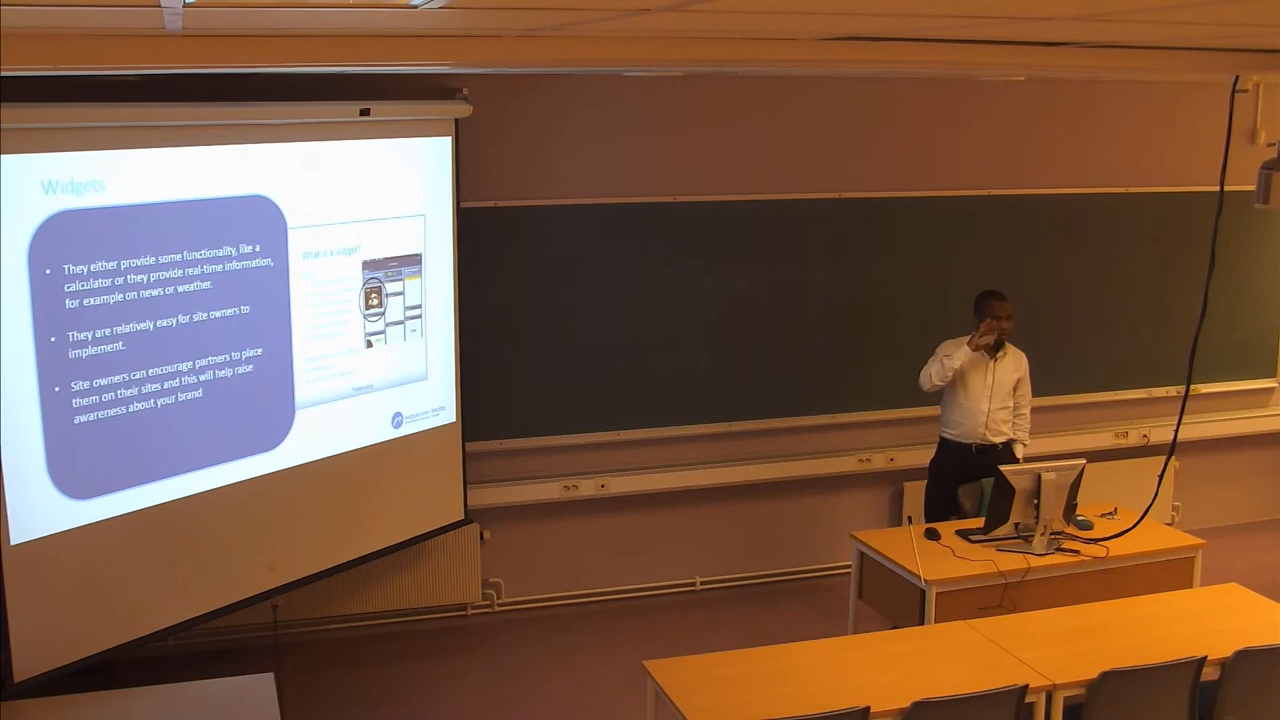 Widgets
They either provide some functionality, like a
calculator or they provide real-time information,
for example on news or weather.
They are relatively easy for site owners to
implement.
Site owners can encourage partners to place
them on their sites and this will help raise
awareness about your brand
What is a widget?